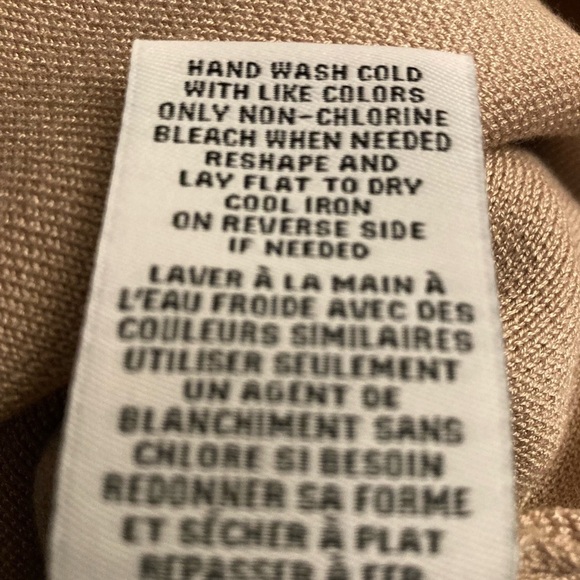 HAND WASH COLD
WITH LIKE COLORS
ONLY NON-CHLORINE
BLEACH WHEN NEEDED
RESHAPE AND
LAY FLAT TO DRY
COOL IRON
ON REVERSE SIDE
IF NEEDED
LAVER À LA MAIN À
L'EAU FROIDE AVEC DES
COULEURS SIMILAIRES
UTILISER SEULEMENT
UN AGENT DE
BLANCHIMENT SANS
CHLORE SI BESOIN
REDONNER SA FORME
ET SÉCHER À PLAT
REPASSER À FER